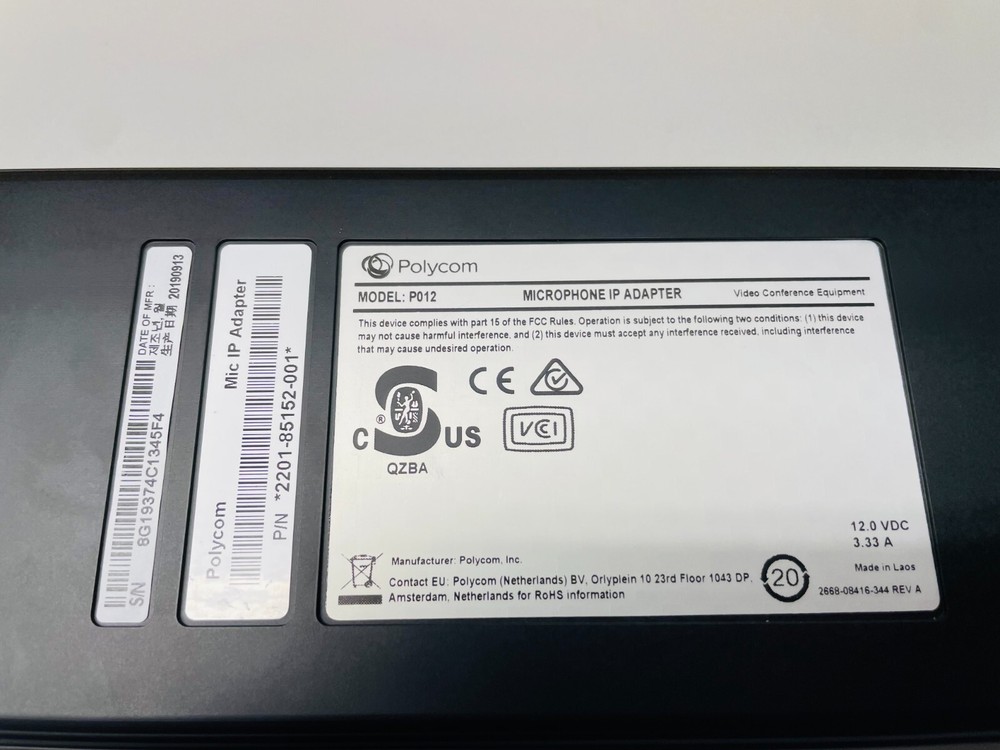 DATE OF MFR :
제조년, 월
生产日期 20190913
S/N 8G19374C1345F4
Polycom Mic IP Adapter
P/N *2201-85152-001*
Polycom
MODEL: P012 MICROPHONE IP ADAPTER Video Conference Equipment
This device complies with part 15 of the FCC Rules. Operation is subject to the following two conditions: (1) this device
may not cause harmful interference, and (2) this device must accept any interference received, including interference
that may cause undesired operation.
CE
C ® US
QZBA
VCI
12.0 VDC
3.33 A
Manufacturer: Polycom, Inc.
Contact EU: Polycom (Netherlands) BV, Orlyplein 10 23rd Floor 1043 DP,
Amsterdam, Netherlands for RoHS information
20
Made in Laos
2668-08416-344 REV A